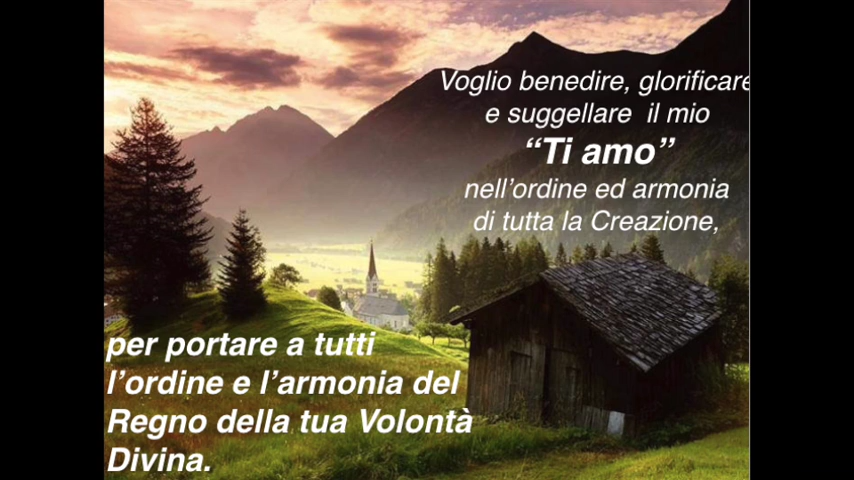 Voglio benedire, glorificare
e suggellare il mio
“Ti amo”
nell’ordine ed armonia
di tutta la Creazione,
per portare a tutti
l’ordine e l’armonia del
Regno della tua Volontà
Divina.